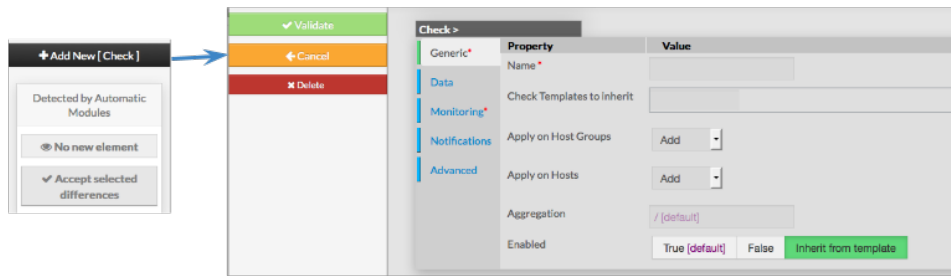 Add New [ Check ]
Detected by Automatic
Modules
No new element
Accept selected
differences
Validate
Cancel
Delete
Check >
Generic*
Data
Monitoring*
Notifications
Advanced
Property Value
Name *
Check Templates to inherit
Apply on Host Groups Add
Apply on Hosts Add
Aggregation / [default]
Enabled True [default] False Inherit from template